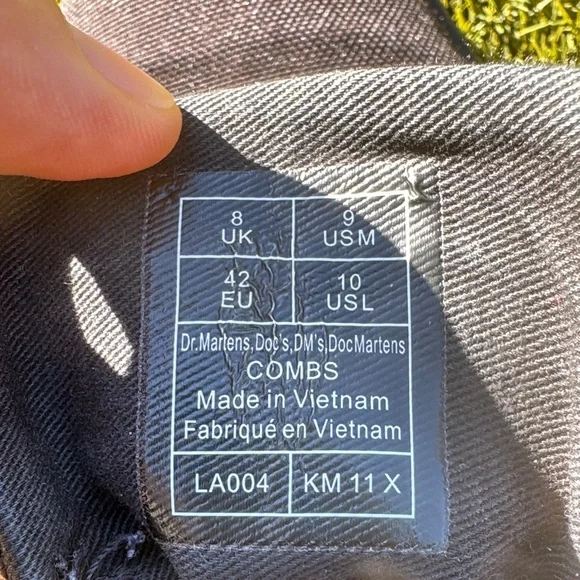 8 UK
9 USM
42 EU
10 USL
Dr.Martens,Doc's,DM's,DocMartens
COMBS
Made in Vietnam
Fabriqué en Vietnam
LA004 KM 11 X